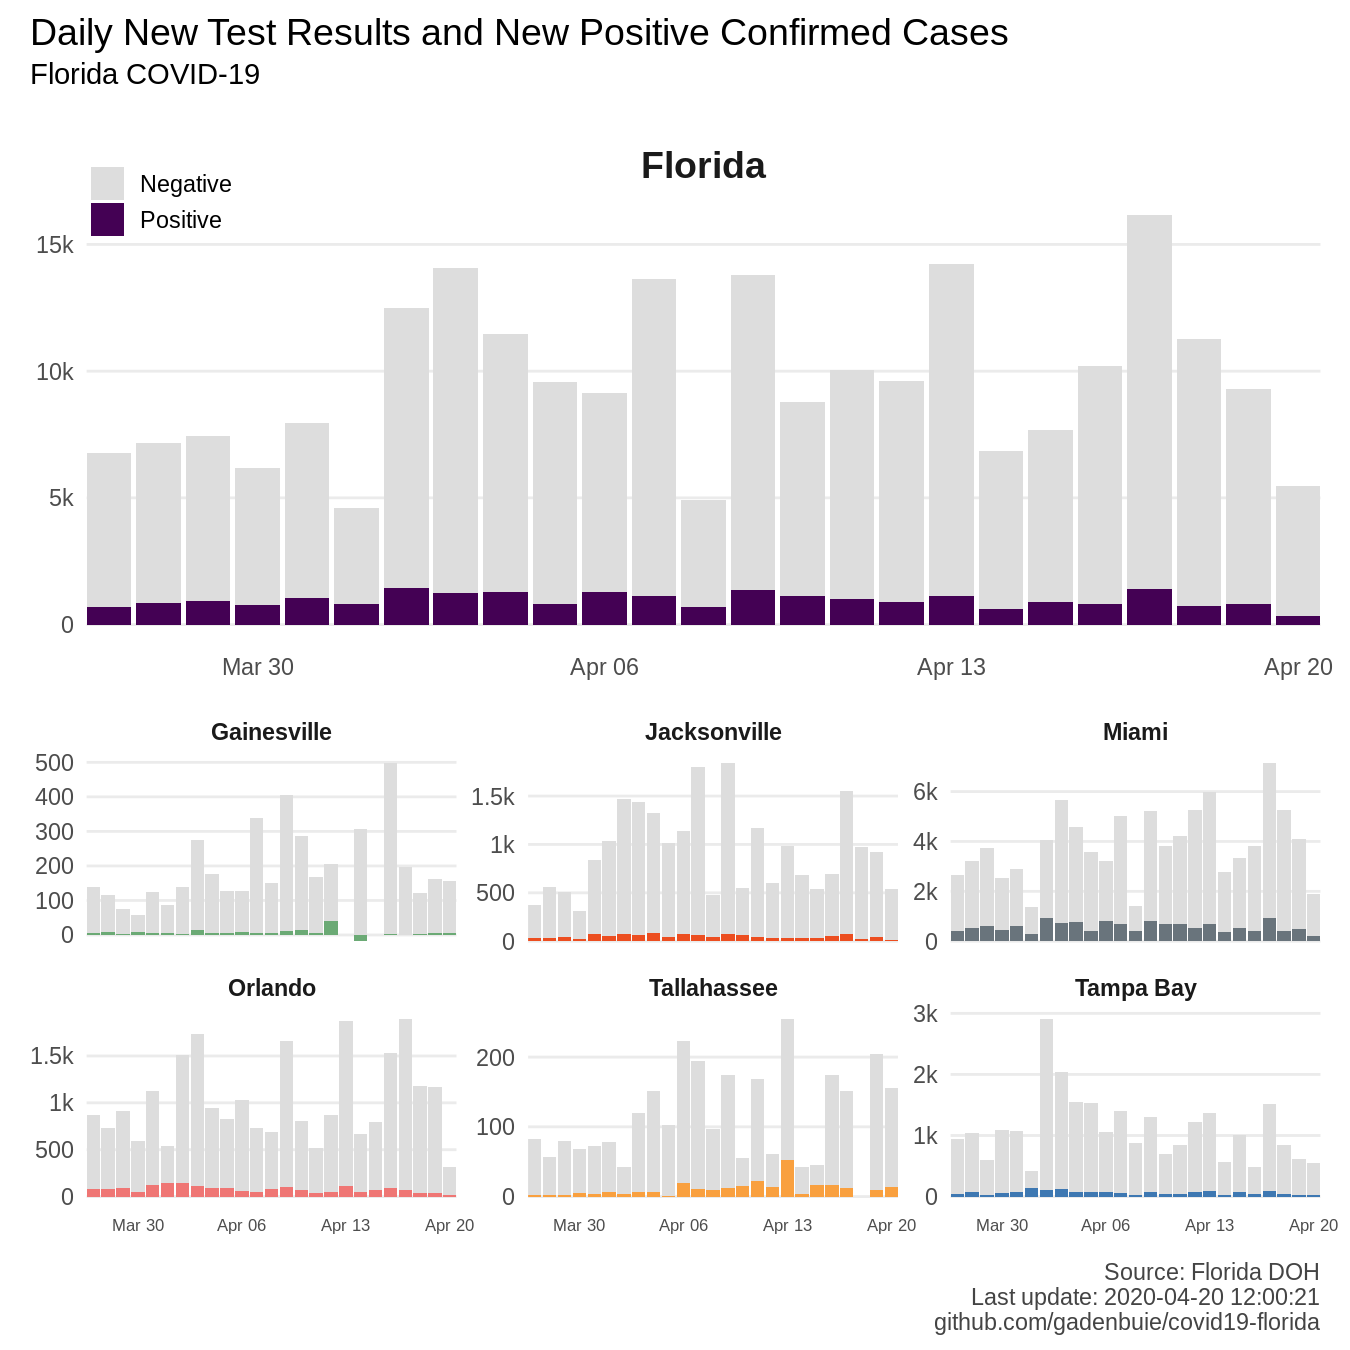 Daily New Test Results and New Positive Confirmed Cases
Florida COVID-19
Florida
Negative
Positive
15k
10k
5k
0
Mar 30 Apr 06 Apr 13 Apr 20
Gainesville Jacksonville Miami
500
400
300
200
100
0
1.5k
1k
500
0
6k
4k
2k
0
Orlando Tallahassee Tampa Bay
1.5k
1k
500
0
200
100
0
3k
2k
1k
0
Mar 30 Apr 06 Apr 13 Apr 20 Mar 30 Apr 06 Apr 13 Apr 20 Mar 30 Apr 06 Apr 13 Apr 20
Source: Florida DOH
Last update: 2020-04-20 12:00:21
github.com/gadenbuie/covid19-florida